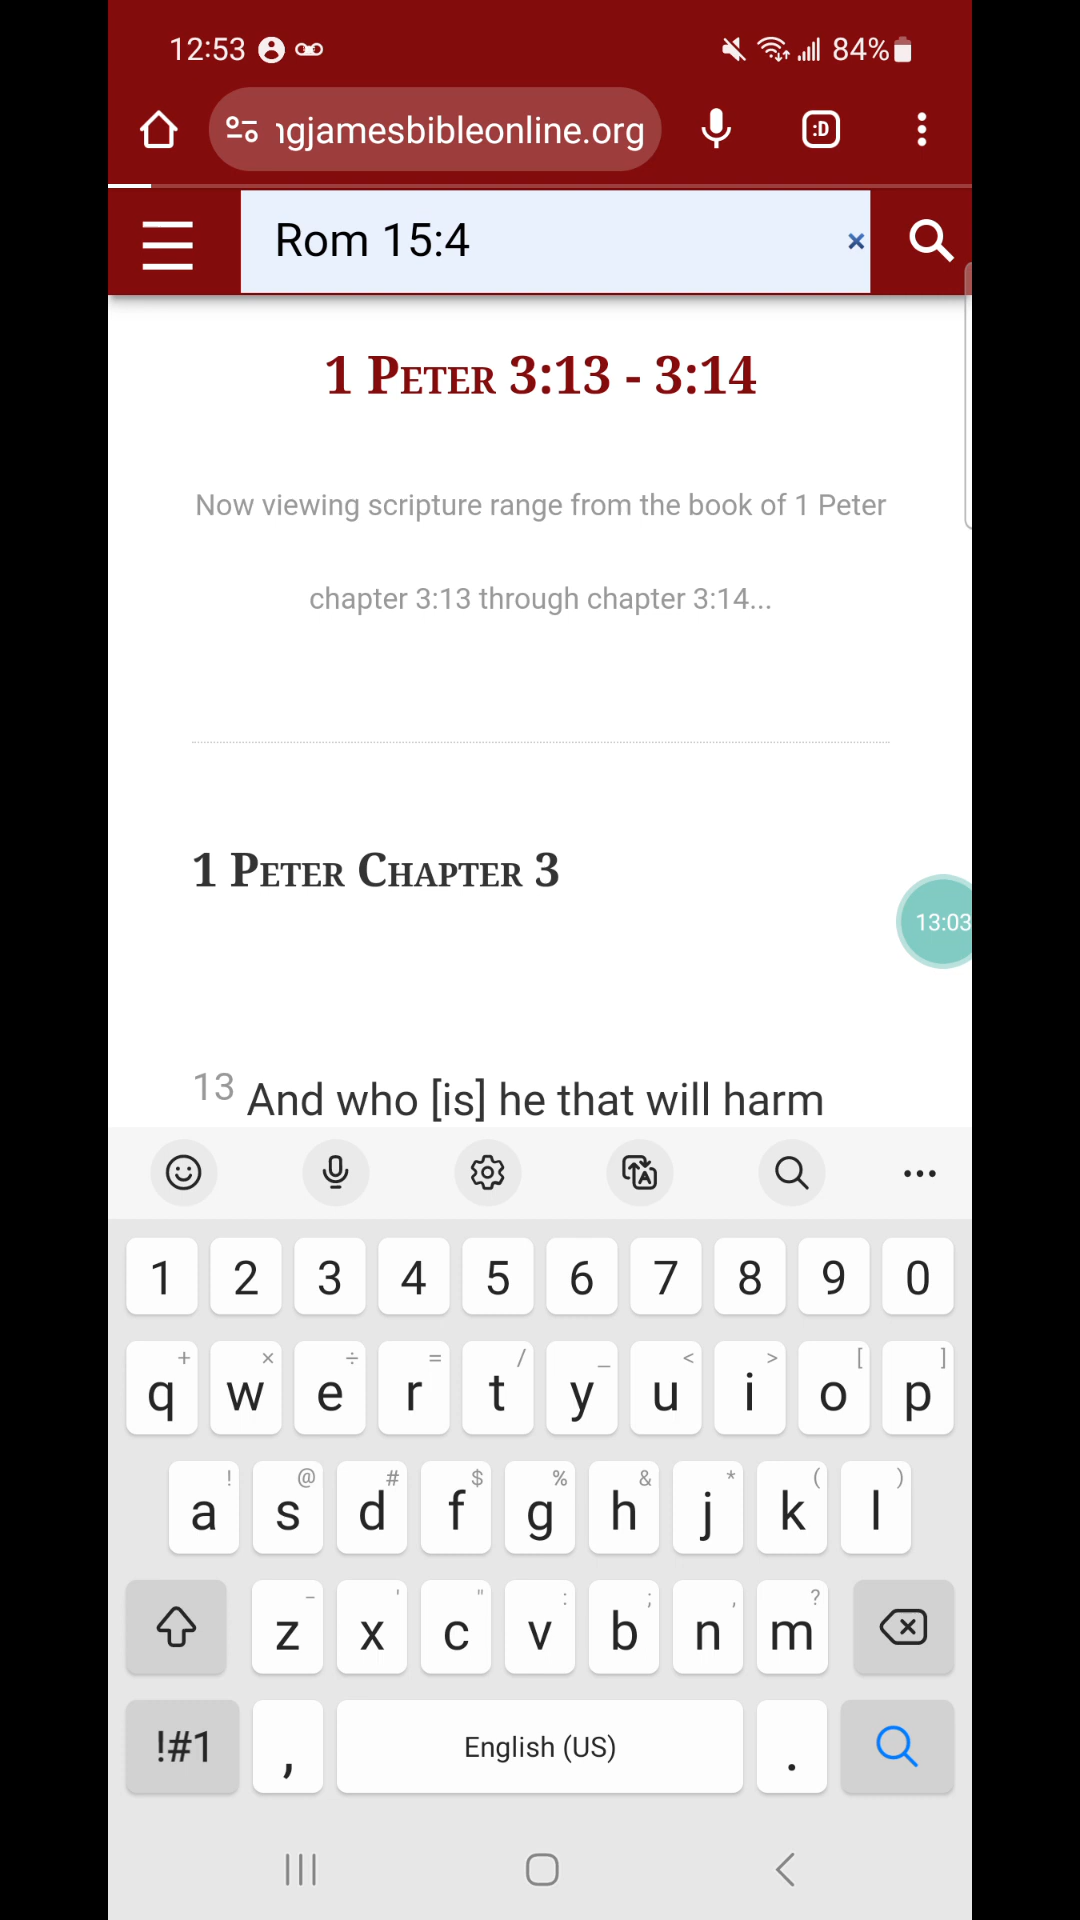 12:53 84%
ngjamesbibleonline.org :D
Rom 15:4 ×
1 Peter 3:13 - 3:14
Now viewing scripture range from the book of 1 Peter
chapter 3:13 through chapter 3:14...
1 Peter Chapter 3
13:03
13 And who [is] he that will harm
1 2 3 4 5 6 7 8 9 0
+ × ÷ = / _ < > [ ]
q w e r t y u i o p
! @ # $ % & * ( )
a s d f g h j k l
- ' " : ; , ?
z x c v b n m
!#1 , English (US) .